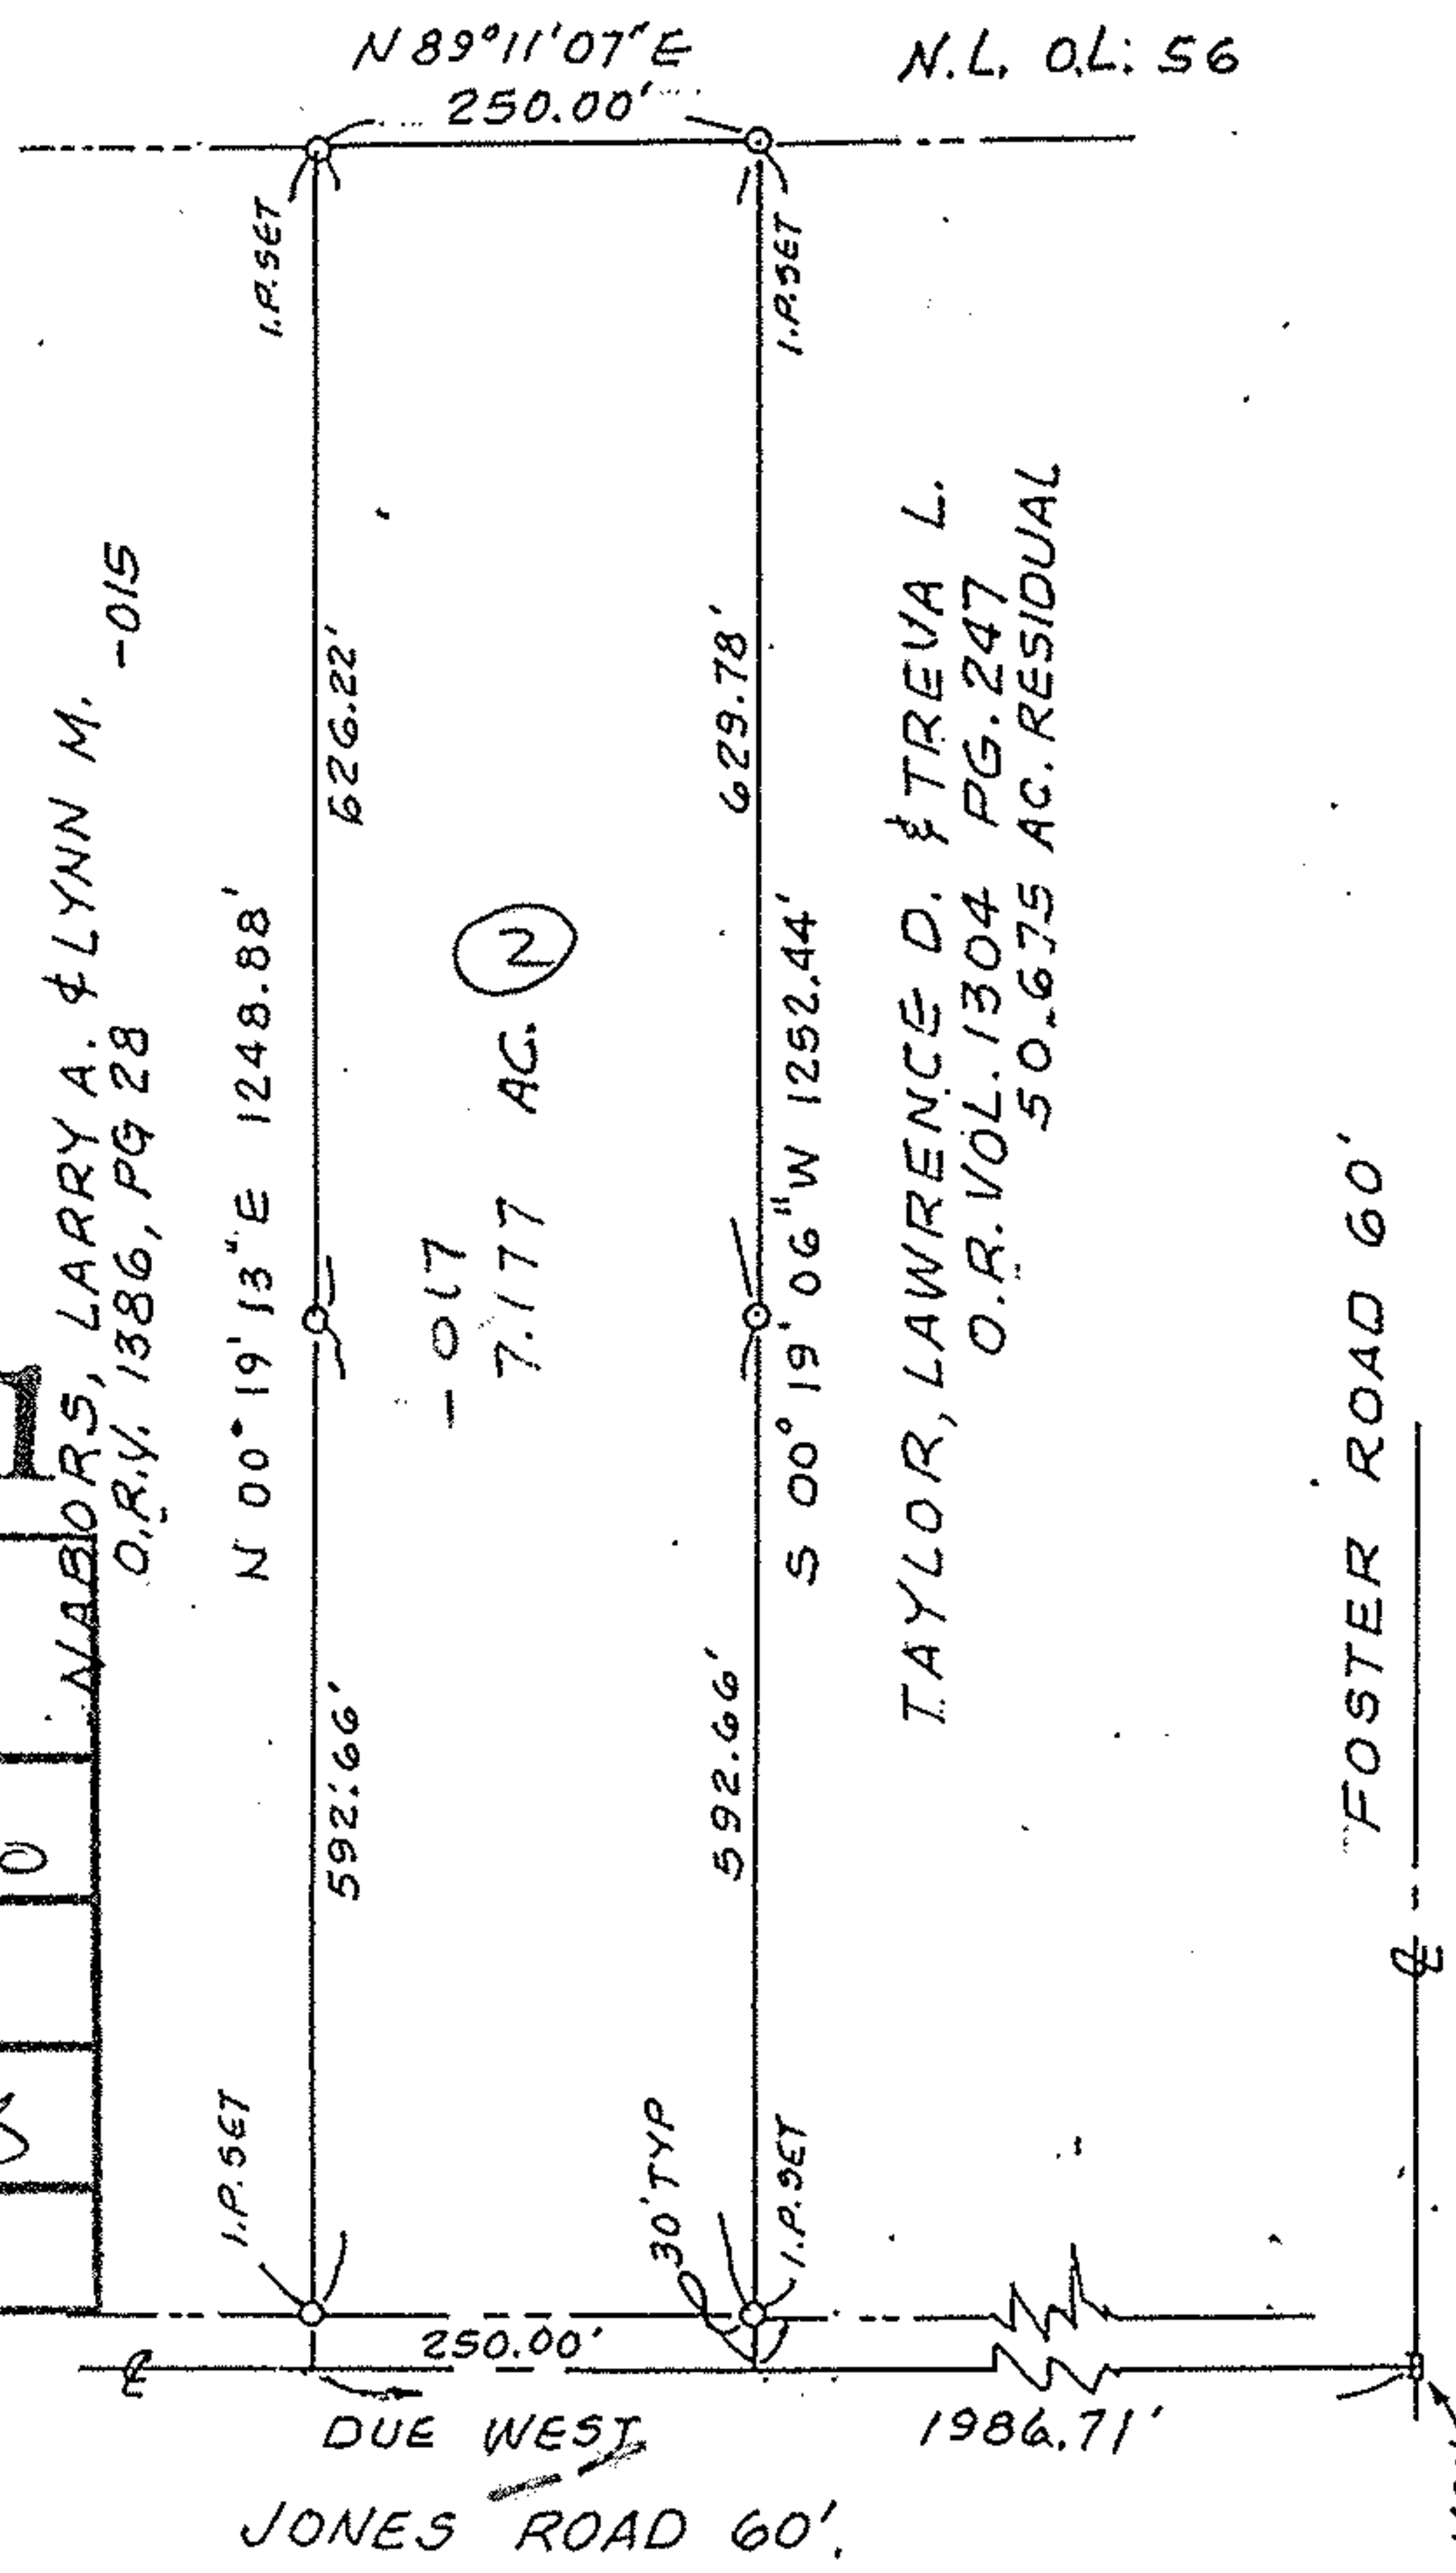 N 89°11'07"E
250.00'
N.L. O.L. 56
I.P. SET
I.P. SET
NABORS, LARRY A. & LYNN M.
-015
O.R.V. 1386, PG 28
N 00° 19' 13" E 1248.88'
626.22'
629.78'
2
-017
7.177 AC.
S 00° 19' 06" W 1252.44'
TAYLOR, LAWRENCE D. & TREVA L.
O.R. VOL. 1304 PG. 247
50.675 AC. RESIDUAL
592.66'
592.66'
FOSTER ROAD 60'
I.P. SET
30' TYP
I.P. SET
250.00'
DUE WEST
1986.71'
JONES ROAD 60'.